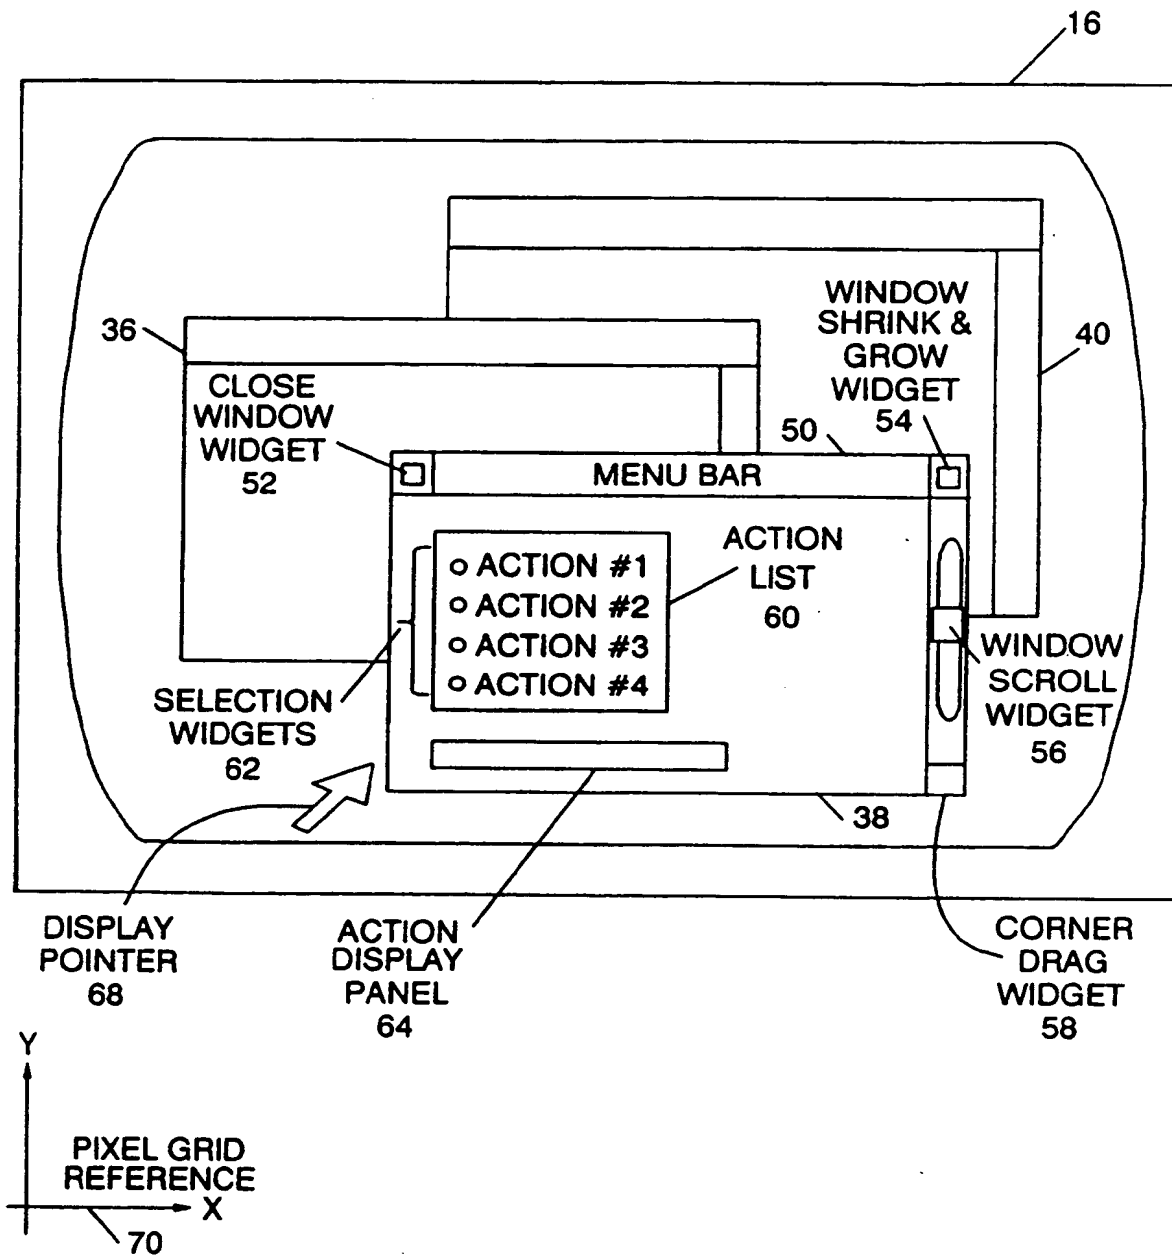 16
WINDOW
SHRINK &
GROW
WIDGET
54
36
40
CLOSE
WINDOW
WIDGET
52
50
MENU BAR
ACTION #1
ACTION #2
ACTION #3
ACTION #4
ACTION
LIST
60
SELECTION
WIDGETS
62
WINDOW
SCROLL
WIDGET
56
38
DISPLAY
POINTER
68
ACTION
DISPLAY
PANEL
64
CORNER
DRAG
WIDGET
58
Y
PIXEL GRID
REFERENCE
X
70